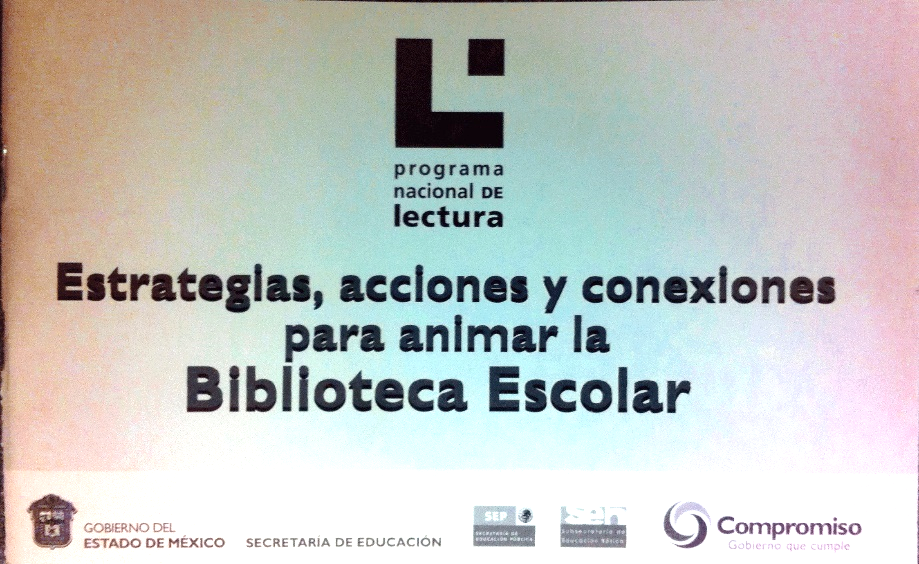 programa
nacional DE
lectura
Estrategias, acciones y conexiones
para animar la
Biblioteca Escolar
GOBIERNO DEL
ESTADO DE MÉXICO
SECRETARÍA DE EDUCACIÓN
SEP
SECRETARÍA DE
EDUCACIÓN PÚBLICA
sen
Subsecretaría de
Educación Básica
Compromiso
Gobierno que cumple